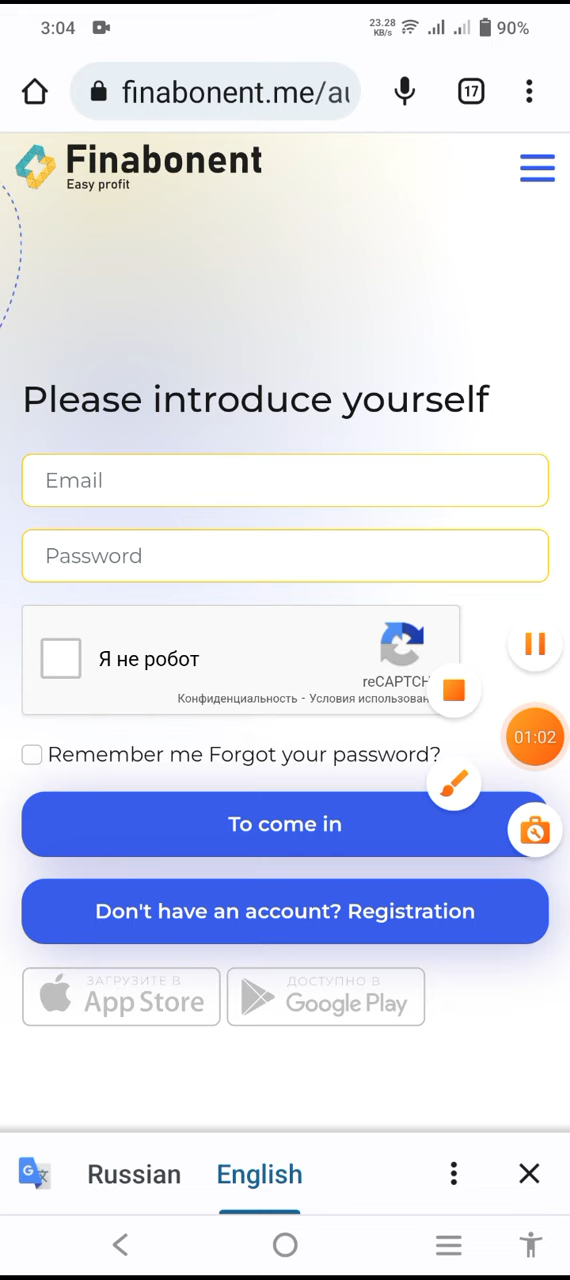 3:04 23.28 KB/s 90%
finabonent.me/au 17
Finabonent
Easy profit
Please introduce yourself
Email
Password
Я не робот
reCAPTCH
Конфиденциальность - Условия использован
01:02
Remember me Forgot your password?
To come in
Don't have an account? Registration
ЗАГРУЗИТЕ В ДОСТУПНО В
App Store Google Play
G Russian English